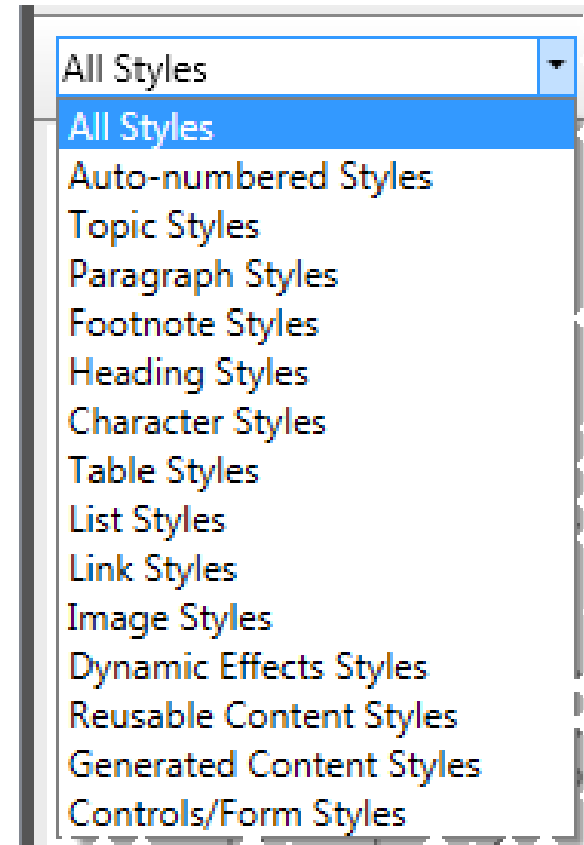 All Styles
All Styles
Auto-numbered Styles
Topic Styles
Paragraph Styles
Footnote Styles
Heading Styles
Character Styles
Table Styles
List Styles
Link Styles
Image Styles
Dynamic Effects Styles
Reusable Content Styles
Generated Content Styles
Controls/Form Styles